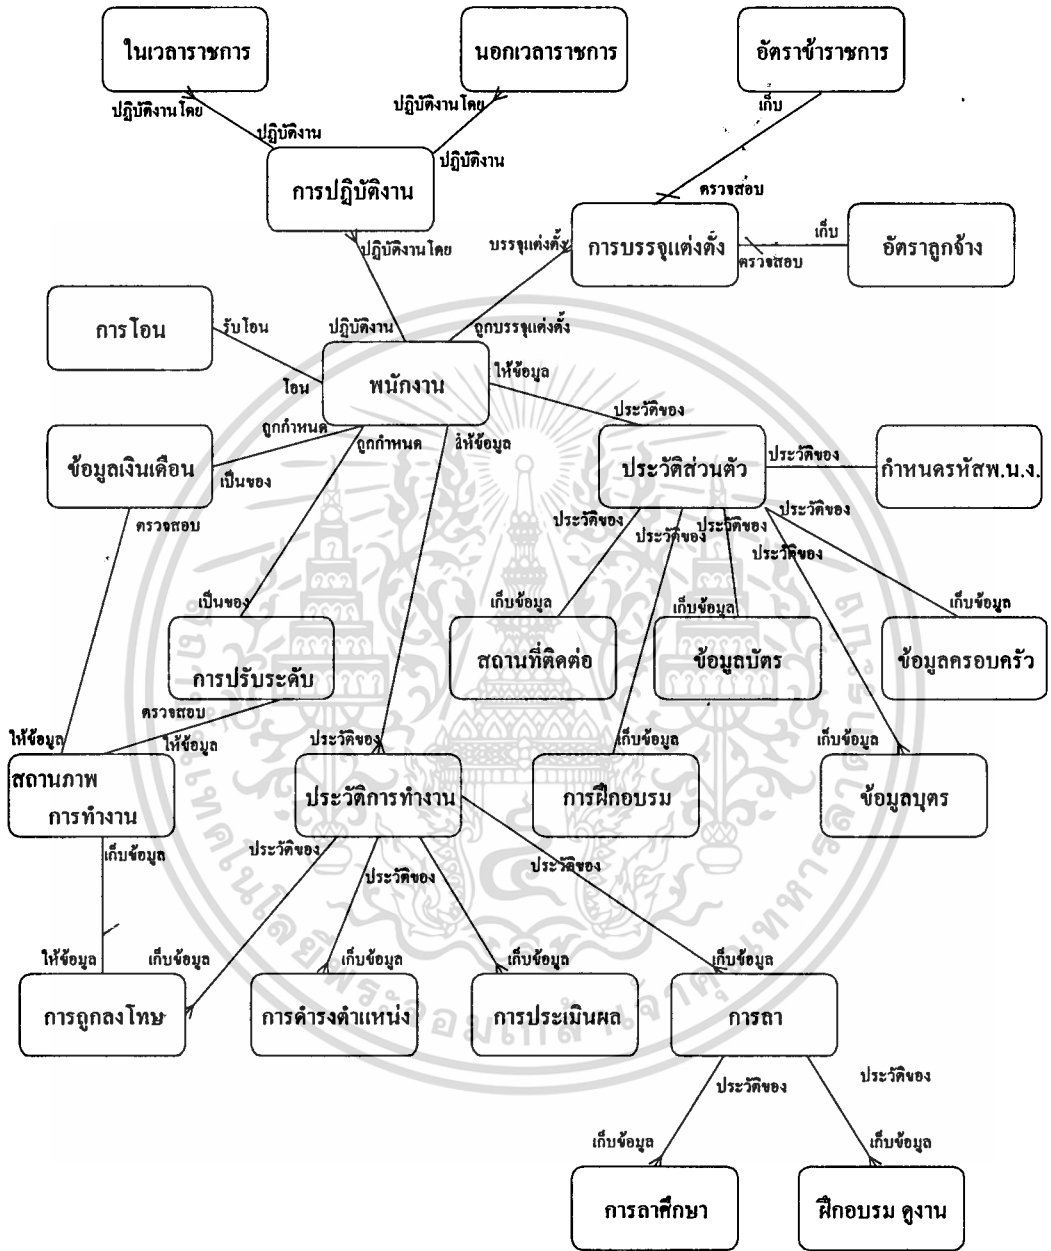 ในเวลาราชการ
นอกเวลาราชการ
อัตราข้าราชการ
ปฏิบัติงานโดย
ปฏิบัติงานโดย
เก็บ
ปฏิบัติงาน
ปฏิบัติงาน
การปฏิบัติงาน
ตรวจสอบ
ปฏิบัติงานโดย
บรรจุแต่งตั้ง
การบรรจุแต่งตั้ง
เก็บ
ตรวจสอบ
อัตราลูกจ้าง
การโอน
รับโอน
ปฏิบัติงาน
ถูกบรรจุแต่งตั้ง
โอน
พนักงาน
ให้ข้อมูล
ประวัติของ
ถูกกำหนด
ถูกกำหนด
ให้ข้อมูล
ข้อมูลเงินเดือน
เป็นของ
ประวัติส่วนตัว
ประวัติของ
กำหนดรหัสพ.น.ง.
ตรวจสอบ
ประวัติของ
ประวัติของ
ประวัติของ
ประวัติของ
ประวัติของ
เป็นของ
เก็บข้อมูล
เก็บข้อมูล
เก็บข้อมูล
การปรับระดับ
สถานที่ติดต่อ
ข้อมูลบัตร
ข้อมูลครอบครัว
ตรวจสอบ
ให้ข้อมูล
ให้ข้อมูล
ประวัติของ
เก็บข้อมูล
เก็บข้อมูล
สถานภาพ
การทำงาน
ประวัติการทำงาน
การฝึกอบรม
ข้อมูลบุตร
เก็บข้อมูล
ประวัติของ
ประวัติของ
ประวัติของ
ให้ข้อมูล
เก็บข้อมูล
เก็บข้อมูล
เก็บข้อมูล
เก็บข้อมูล
การถูกลงโทษ
การดำรงตำแหน่ง
การประเมินผล
การลา
ประวัติของ
ประวัติของ
เก็บข้อมูล
เก็บข้อมูล
การลาศึกษา
ฝึกอบรม ดูงาน